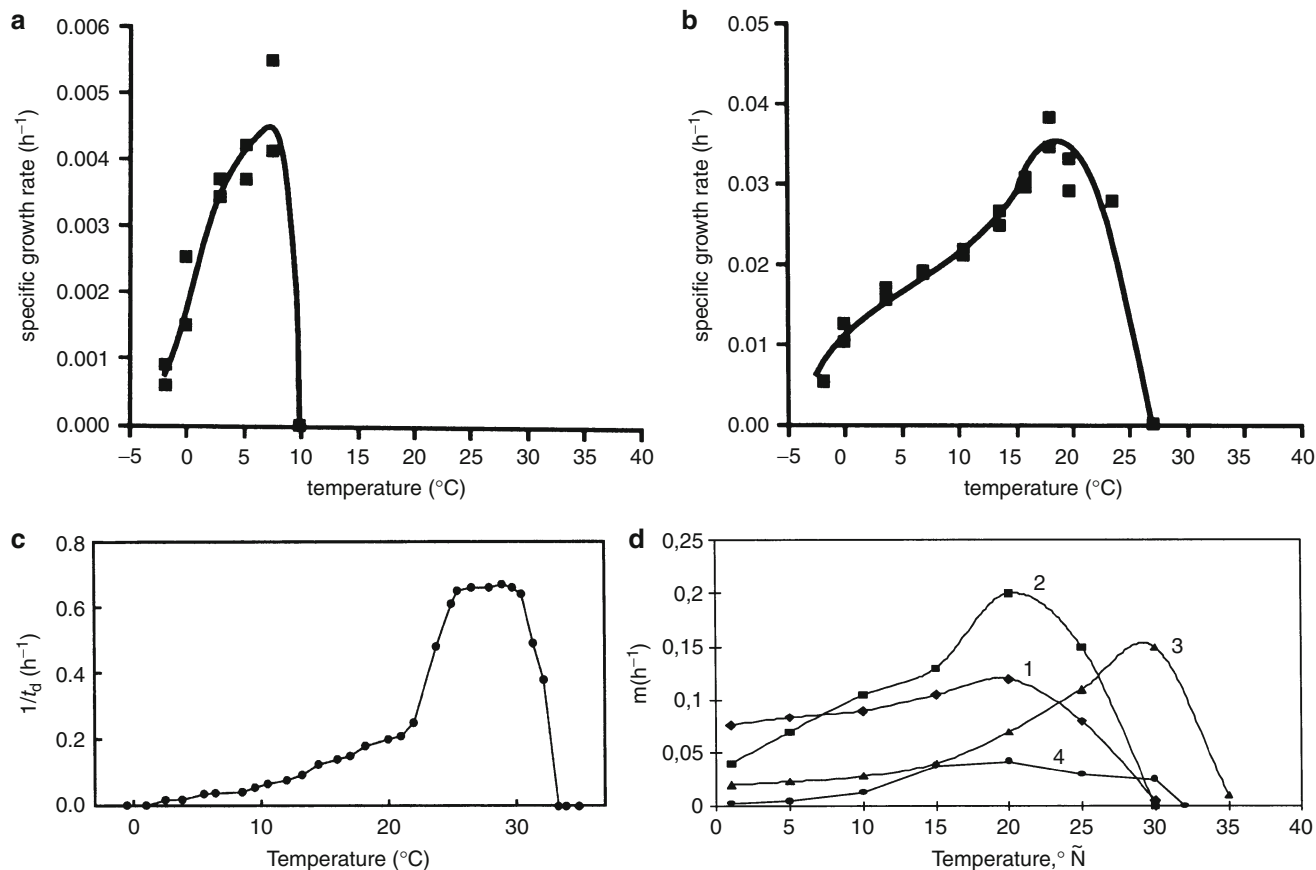 a
0.006
0.005
0.004
0.003
0.002
0.001
0.000
specific growth rate (h⁻¹)
−5 0 5 10 15 20 25 30 35 40
temperature (°C)
b
0.05
0.04
0.03
0.02
0.01
0.00
specific growth rate (h⁻¹)
−5 0 5 10 15 20 25 30 35 40
temperature (°C)
c
0.8
0.6
0.4
0.2
0.0
1/t_d (h⁻¹)
0 10 20 30
Temperature (°C)
d
0,25
0,2
0,15
0,1
0,05
0
m(h⁻¹)
2
3
1
4
0 5 10 15 20 25 30 35 40
Temperature,° Ñ